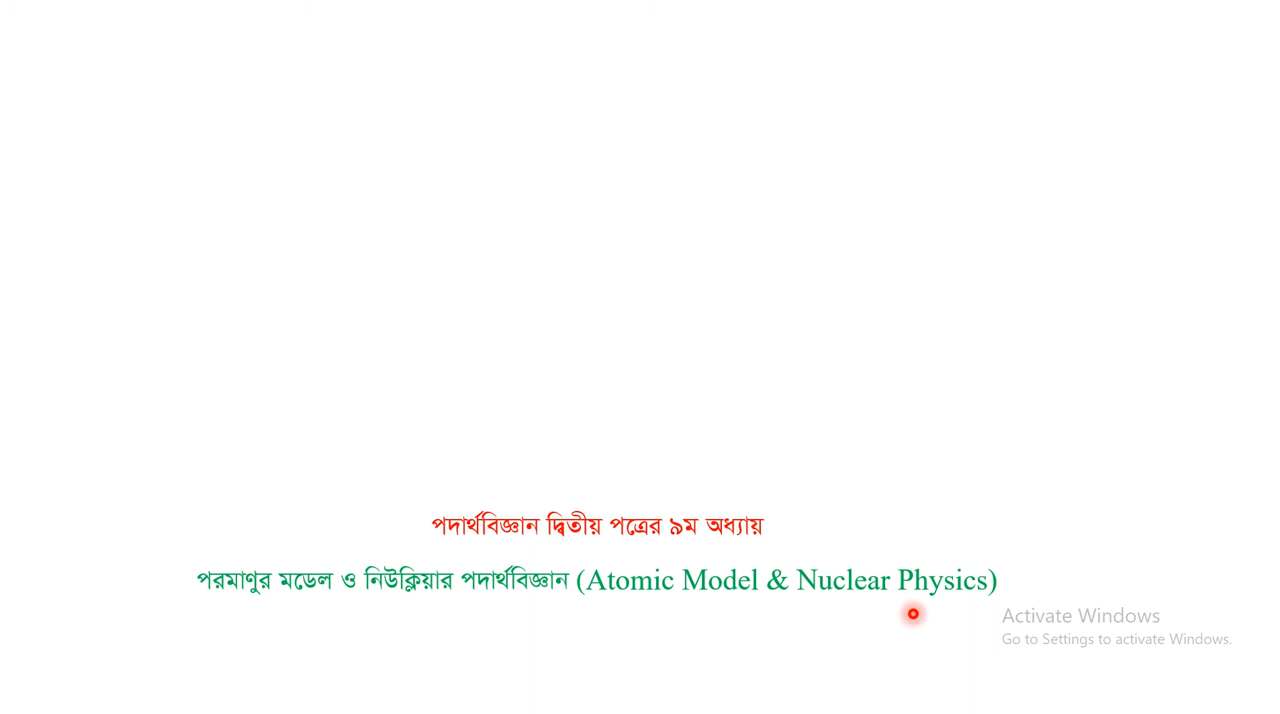 পদার্থবিজ্ঞান দ্বিতীয় পত্রের ৯ম অধ্যায়
পরমাণুর মডেল ও নিউক্লিয়ার পদার্থবিজ্ঞান (Atomic Model & Nuclear Physics)
Activate Windows
Go to Settings to activate Windows.